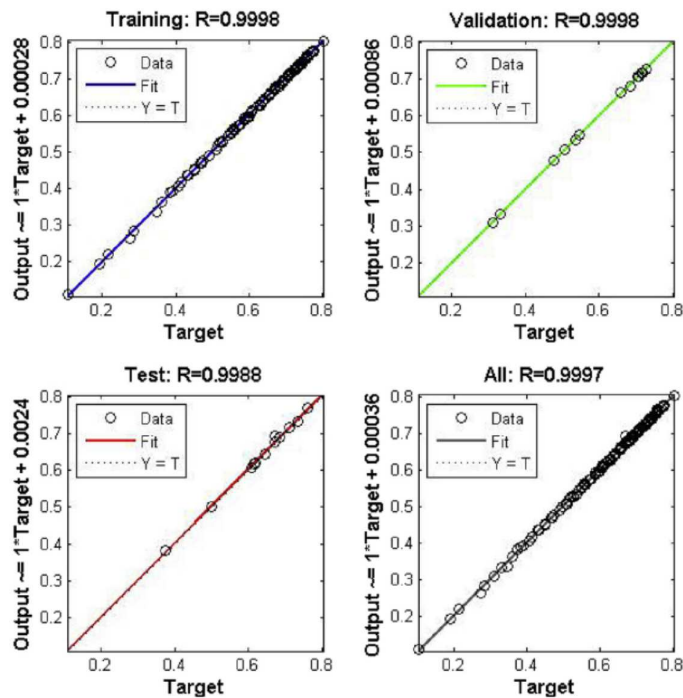 Training: R=0.9998
Output ~= 1*Target + 0.00028
0.8
0.7
0.6
0.5
0.4
0.3
0.2
Data
Fit
Y = T
0.2 0.4 0.6 0.8
Target
Validation: R=0.9998
Output ~= 1*Target + 0.00086
0.8
0.7
0.6
0.5
0.4
0.3
0.2
Data
Fit
Y = T
0.2 0.4 0.6 0.8
Target
Test: R=0.9988
Output ~= 1*Target + 0.0024
0.8
0.7
0.6
0.5
0.4
0.3
0.2
Data
Fit
Y = T
0.2 0.4 0.6 0.8
Target
All: R=0.9997
Output ~= 1*Target + 0.00036
0.8
0.7
0.6
0.5
0.4
0.3
0.2
Data
Fit
Y = T
0.2 0.4 0.6 0.8
Target